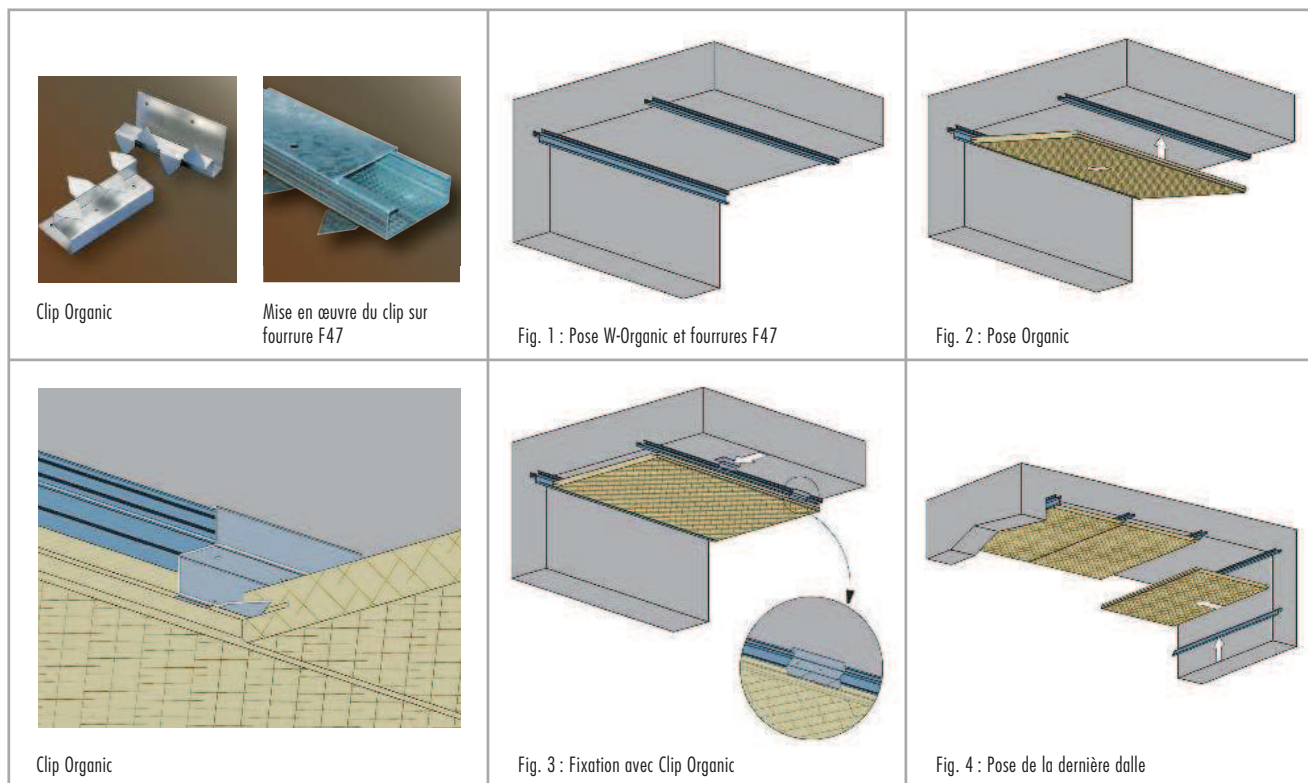 Clip Organic
Mise en œuvre du clip sur
fourrure F47
Fig. 1 : Pose W-Organic et fourrures F47
Fig. 2 : Pose Organic
Clip Organic
Fig. 3 : Fixation avec Clip Organic
Fig. 4 : Pose de la dernière dalle